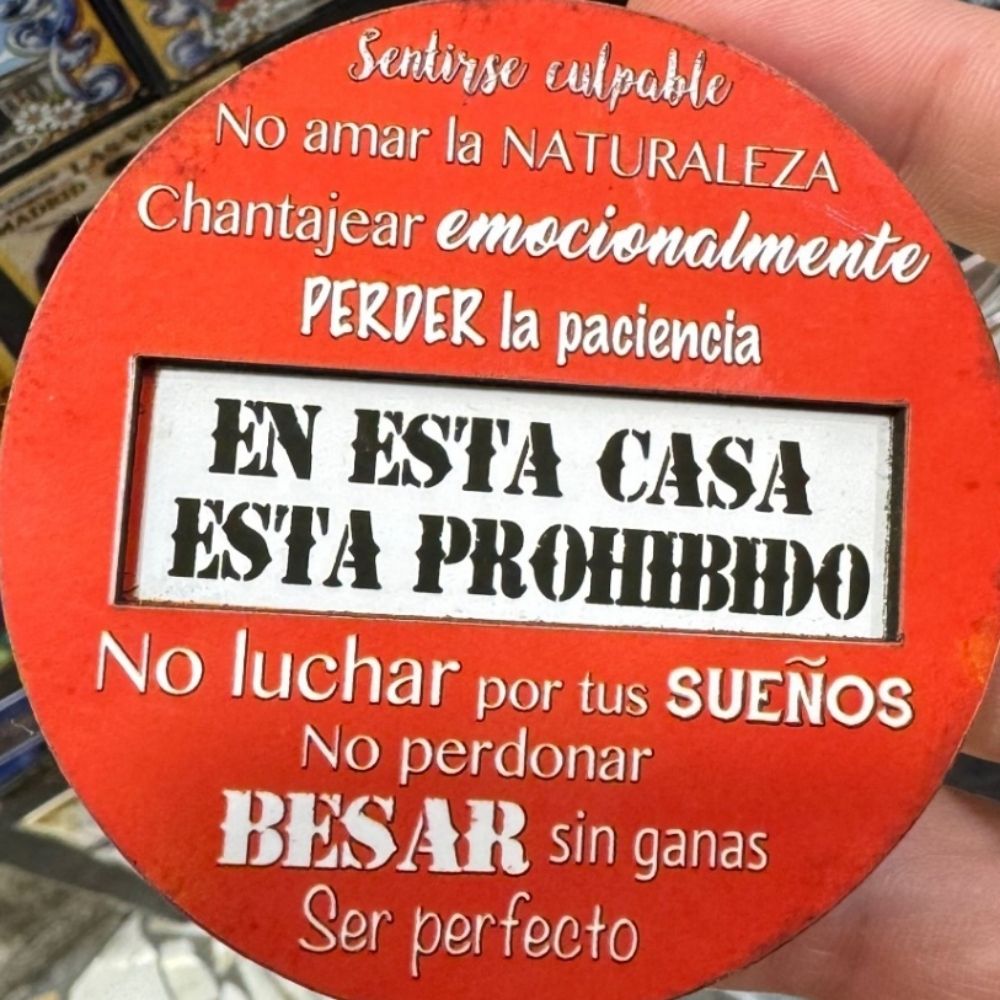 Sentirse culpable
No amar la NATURALEZA
Chantajear emocionalmente
PERDER la paciencia
EN ESTA CASA
ESTA PROHIBIDO
No luchar por tus SUEÑOS
No perdonar
BESAR sin ganas
Ser perfecto
MADRID